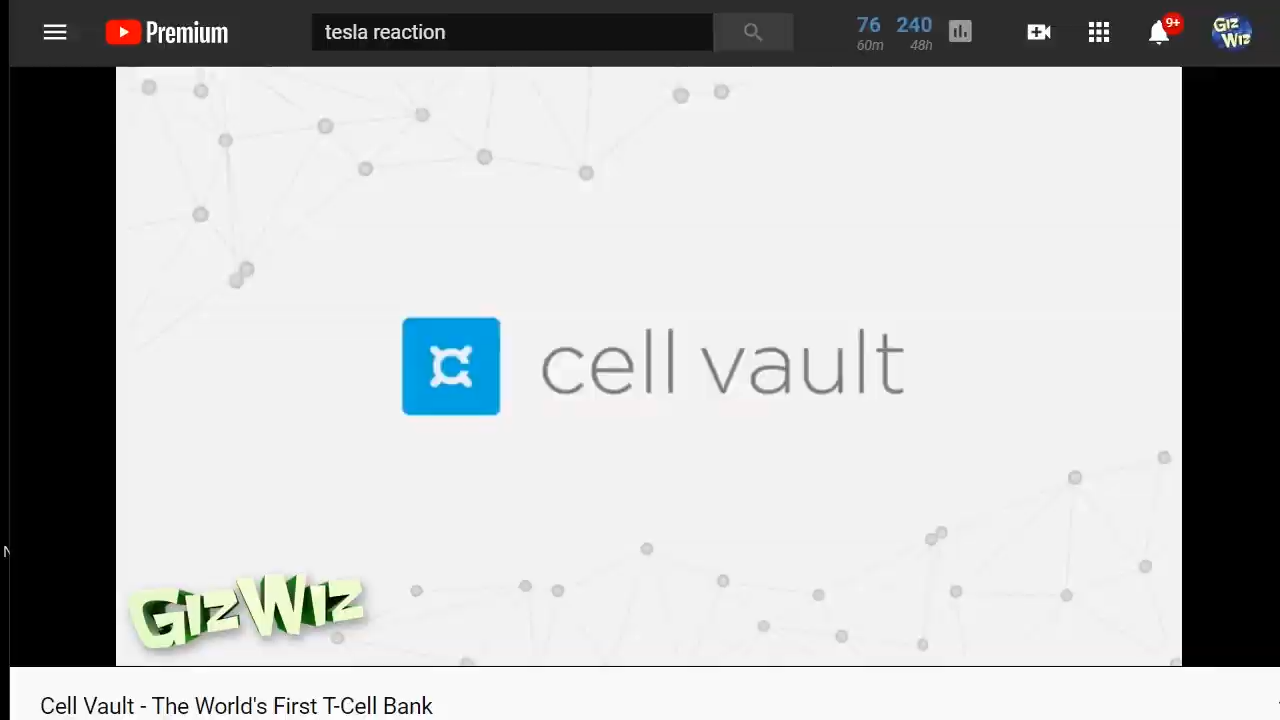 Premium
tesla reaction
76 240
60m 48h
9+
Giz Wiz
cell vault
N
GizWiz
Cell Vault - The World's First T-Cell Bank